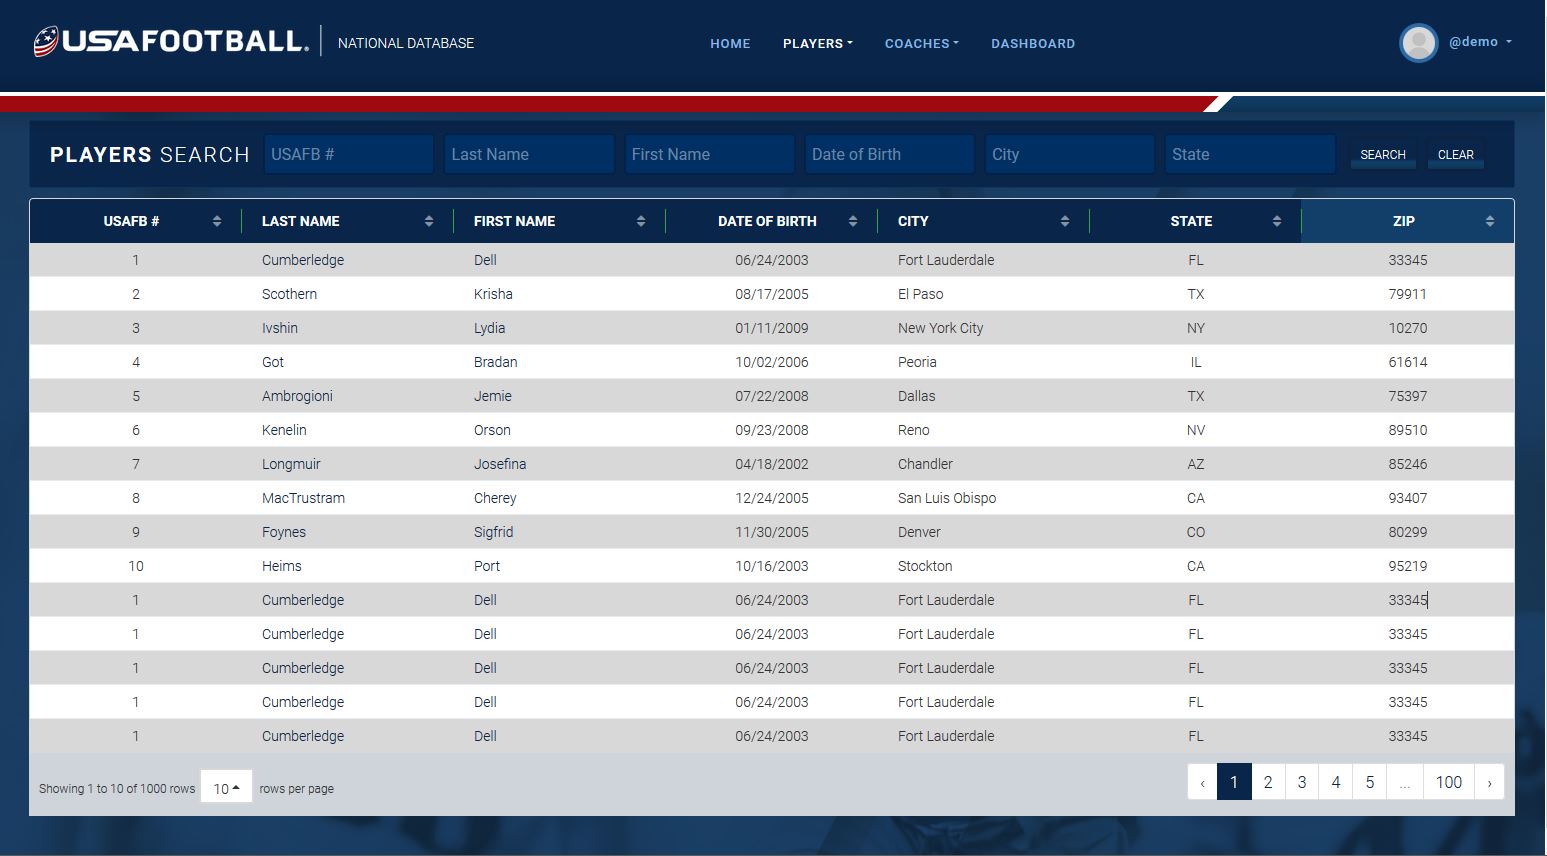 USA FOOTBALL. NATIONAL DATABASE HOME PLAYERS COACHES DASHBOARD @demo
PLAYERS SEARCH USAFB # Last Name First Name Date of Birth City State SEARCH CLEAR
USAFB # LAST NAME FIRST NAME DATE OF BIRTH CITY STATE ZIP
1 Cumberledge Dell 06/24/2003 Fort Lauderdale FL 33345
2 Scothern Krisha 08/17/2005 El Paso TX 79911
3 Ivshin Lydia 01/11/2009 New York City NY 10270
4 Got Bradan 10/02/2006 Peoria IL 61614
5 Ambrogioni Jemie 07/22/2008 Dallas TX 75397
6 Kenelin Orson 09/23/2008 Reno NV 89510
7 Longmuir Josefina 04/18/2002 Chandler AZ 85246
8 MacTrustram Cherey 12/24/2005 San Luis Obispo CA 93407
9 Foynes Sigfrid 11/30/2005 Denver CO 80299
10 Heims Port 10/16/2003 Stockton CA 95219
1 Cumberledge Dell 06/24/2003 Fort Lauderdale FL 33345
1 Cumberledge Dell 06/24/2003 Fort Lauderdale FL 33345
1 Cumberledge Dell 06/24/2003 Fort Lauderdale FL 33345
1 Cumberledge Dell 06/24/2003 Fort Lauderdale FL 33345
1 Cumberledge Dell 06/24/2003 Fort Lauderdale FL 33345
Showing 1 to 10 of 1000 rows 10 rows per page ‹ 1 2 3 4 5 ... 100 ›